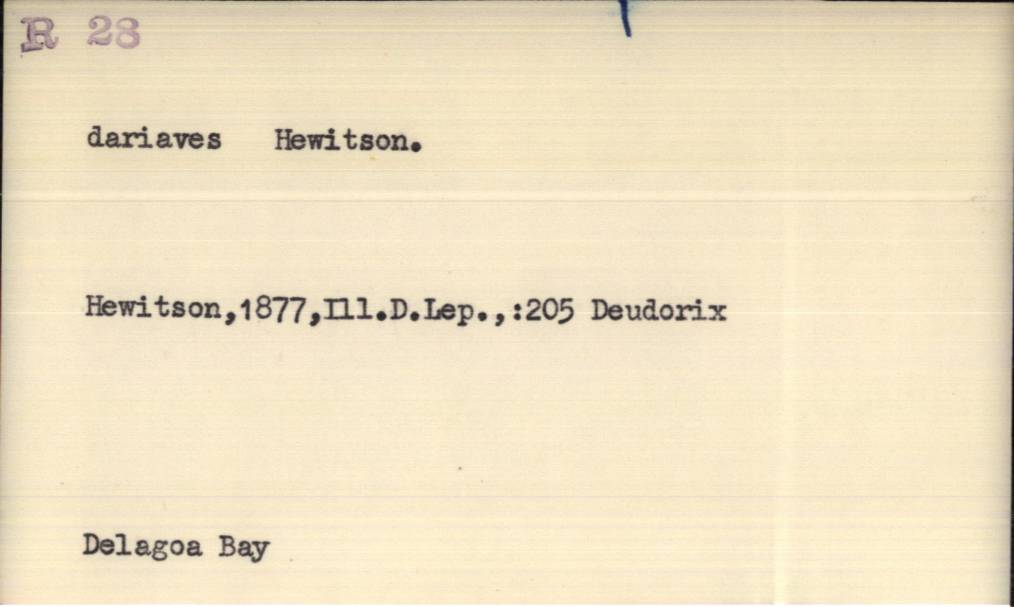 R 28
dariaves Hewitson.
Hewitson,1877,Ill.D.Lep.,:205 Deudorix
Delagoa Bay